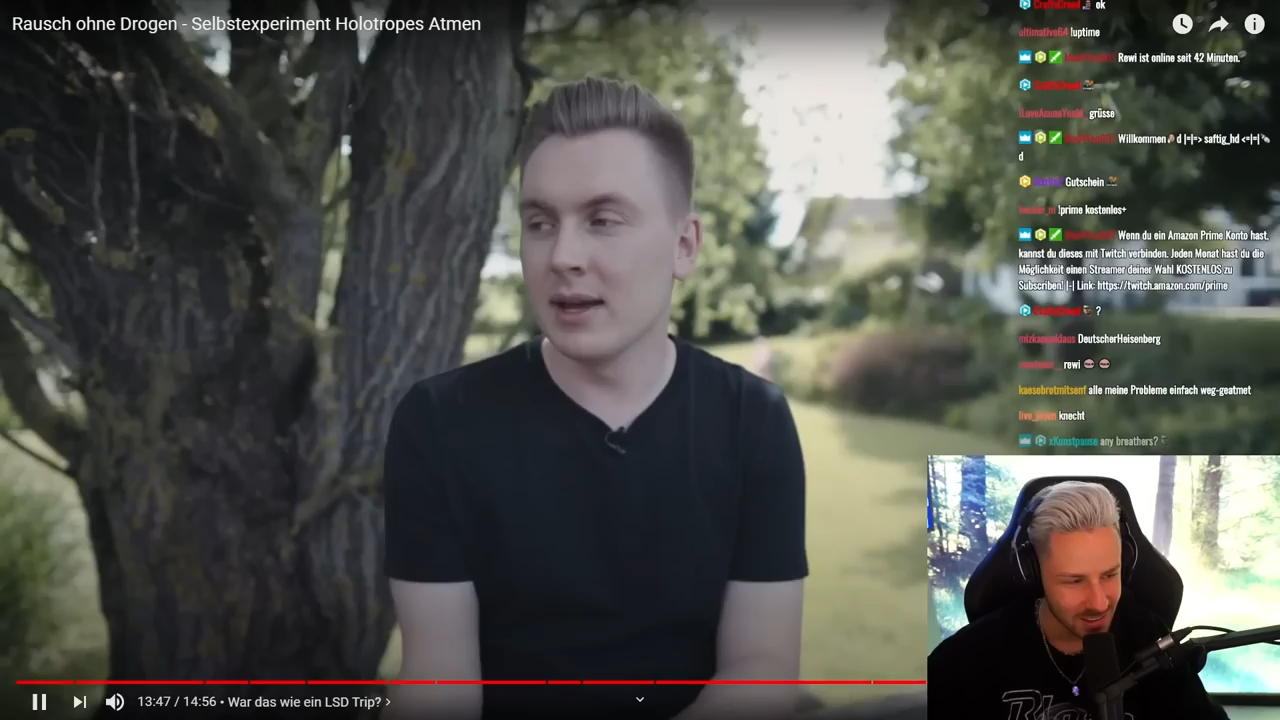 Rausch ohne Drogen - Selbstexperiment Holotropes Atmen
ok
ultimative64 !uptime
Rewi ist online seit 42 Minuten.
grüsse
Willkommen d |=|=> saftig_hd <=|=|
d
Gutschein
!prime kostenlos+
Wenn du ein Amazon Prime Konto hast,
kannst du dieses mit Twitch verbinden. Jeden Monat hast du die
Möglichkeit einen Streamer deiner Wahl KOSTENLOS zu
Subscriben! |-| Link: https://twitch.amazon.com/prime
?
DeutscherHeisenberg
rewi
kaesebrotmitsenf alle meine Probleme einfach weg-geatmet
knecht
xKunstpause any breathers?
13:47 / 14:56 • War das wie ein LSD Trip?